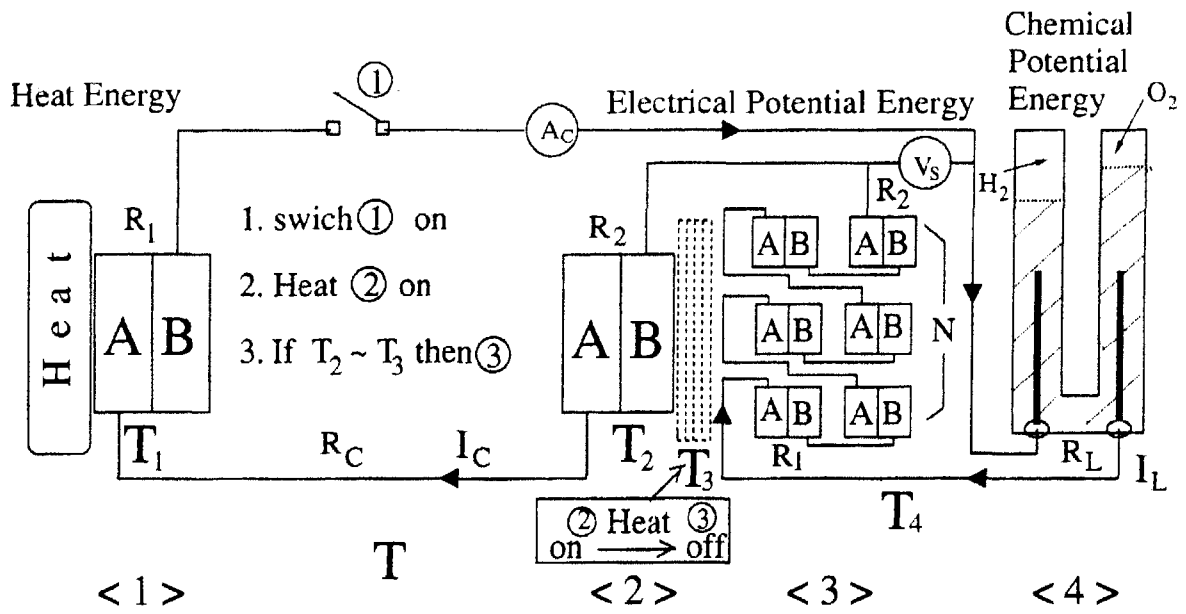 Heat Energy
①
A_C
Electrical Potential Energy
Chemical
Potential
Energy
O₂
H₂
V_S
R₂
Heat
R₁
A B
T₁
1. swich ① on
2. Heat ② on
3. If T₂ ~ T₃ then ③
R_C
I_C
R₂
A B
T₂
T₃
A B A B
A B A B
A B A B
N
R₁
R_L
I_L
T₄
② Heat ③
on → off
T
< 1 > < 2 > < 3 > < 4 >